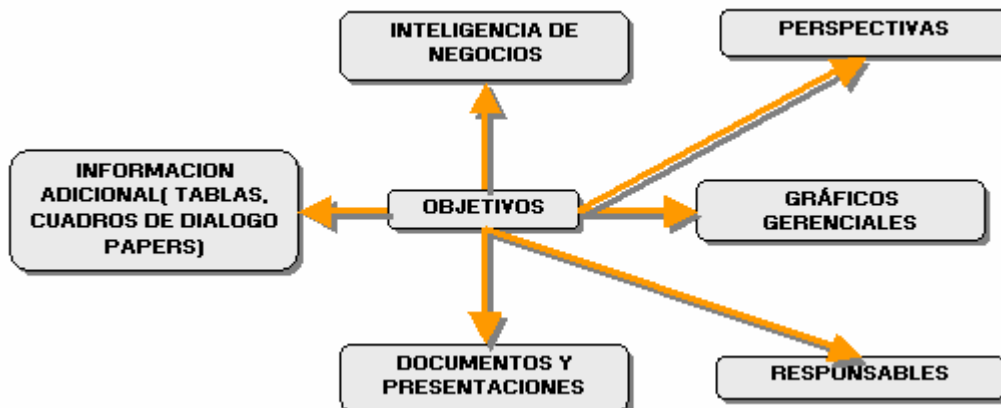 INTELIGENCIA DE
NEGOCIOS
PERSPECTIVAS
INFORMACION
ADICIONAL( TABLAS,
CUADROS DE DIALOGO
PAPERS)
OBJETIVOS
GRÁFICOS
GERENCIALES
DOCUMENTOS Y
PRESENTACIONES
RESPONSABLES